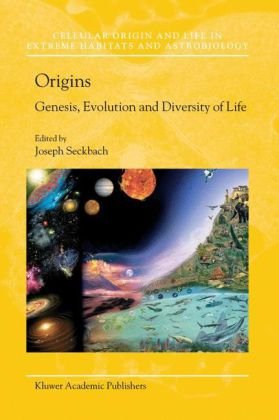 CELLULAR ORIGIN AND LIFE IN
EXTREME HABITATS AND ASTROBIOLOGY
Origins
Genesis, Evolution and Diversity of Life
Edited by
Joseph Seckbach
Kluwer Academic Publishers